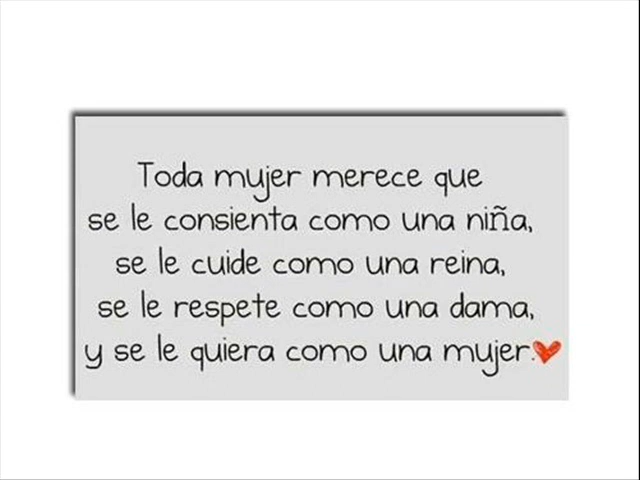 Toda mujer merece que
se le consienta como una niña,
se le cuide como una reina,
se le respete como una dama,
y se le quiera como una mujer.